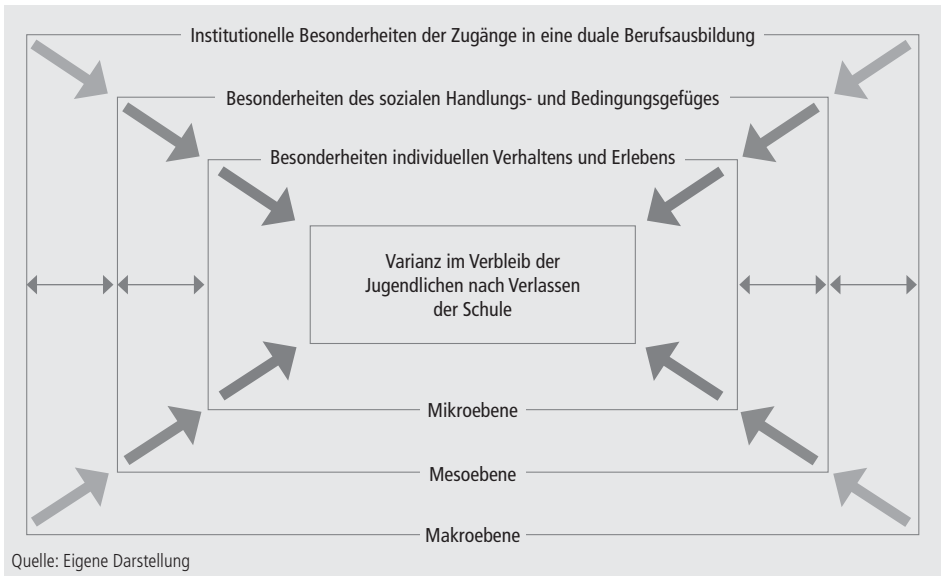 Institutionelle Besonderheiten der Zugänge in eine duale Berufsausbildung
Besonderheiten des sozialen Handlungs- und Bedingungsgefüges
Besonderheiten individuellen Verhaltens und Erlebens
Varianz im Verbleib der
Jugendlichen nach Verlassen
der Schule
Mikroebene
Mesoebene
Makroebene
Quelle: Eigene Darstellung